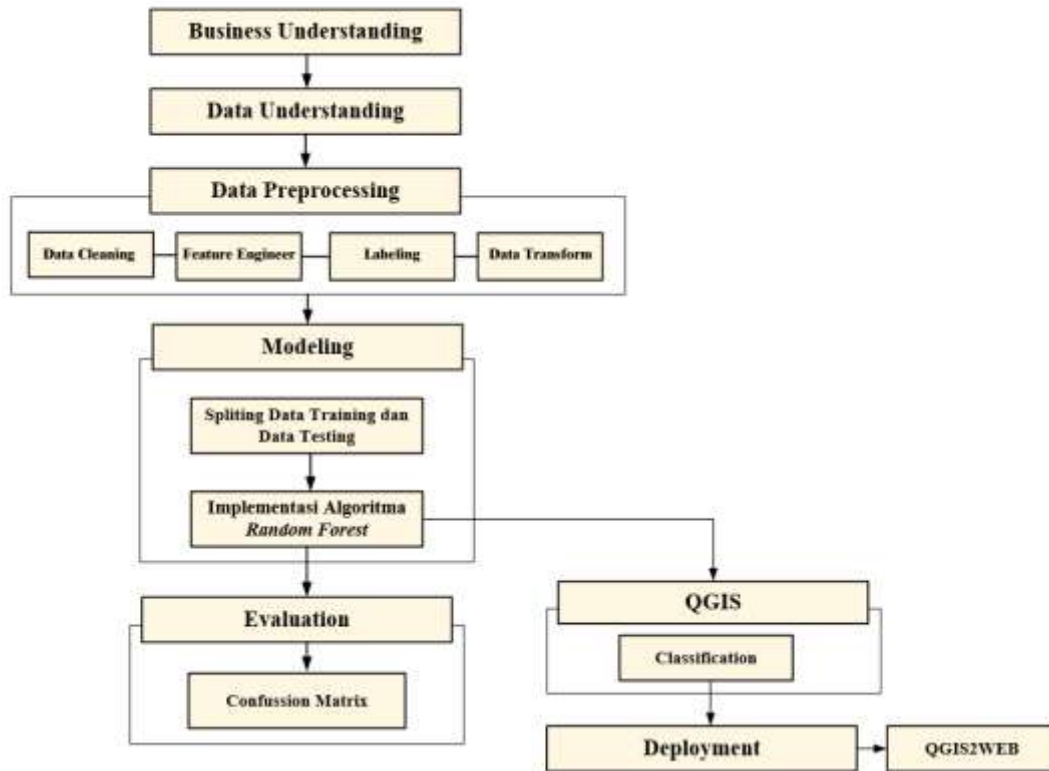 Business Understanding
Data Understanding
Data Preprocessing
Data Cleaning
Feature Engineer
Labeling
Data Transform
Modeling
Spliting Data Training dan
Data Testing
Implementasi Algoritma
Random Forest
Evaluation
Confussion Matrix
QGIS
Classification
Deployment
QGIS2WEB